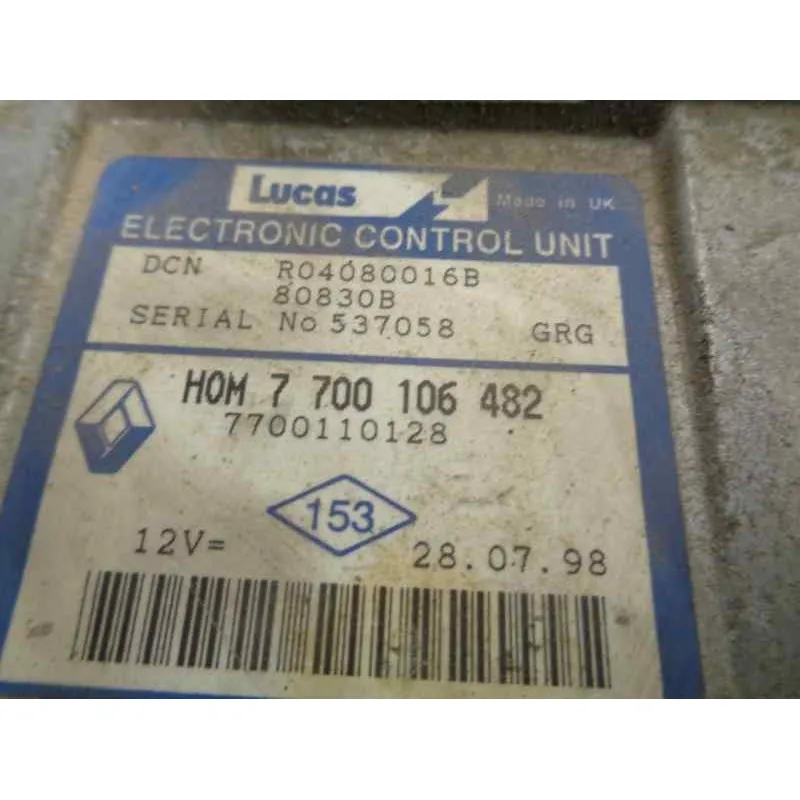 Lucas Made in UK
ELECTRONIC CONTROL UNIT
DCN R04080016B
80830B
SERIAL No 537058 GRG
HOM 7 700 106 482
7700110128
153
12V= 28.07.98